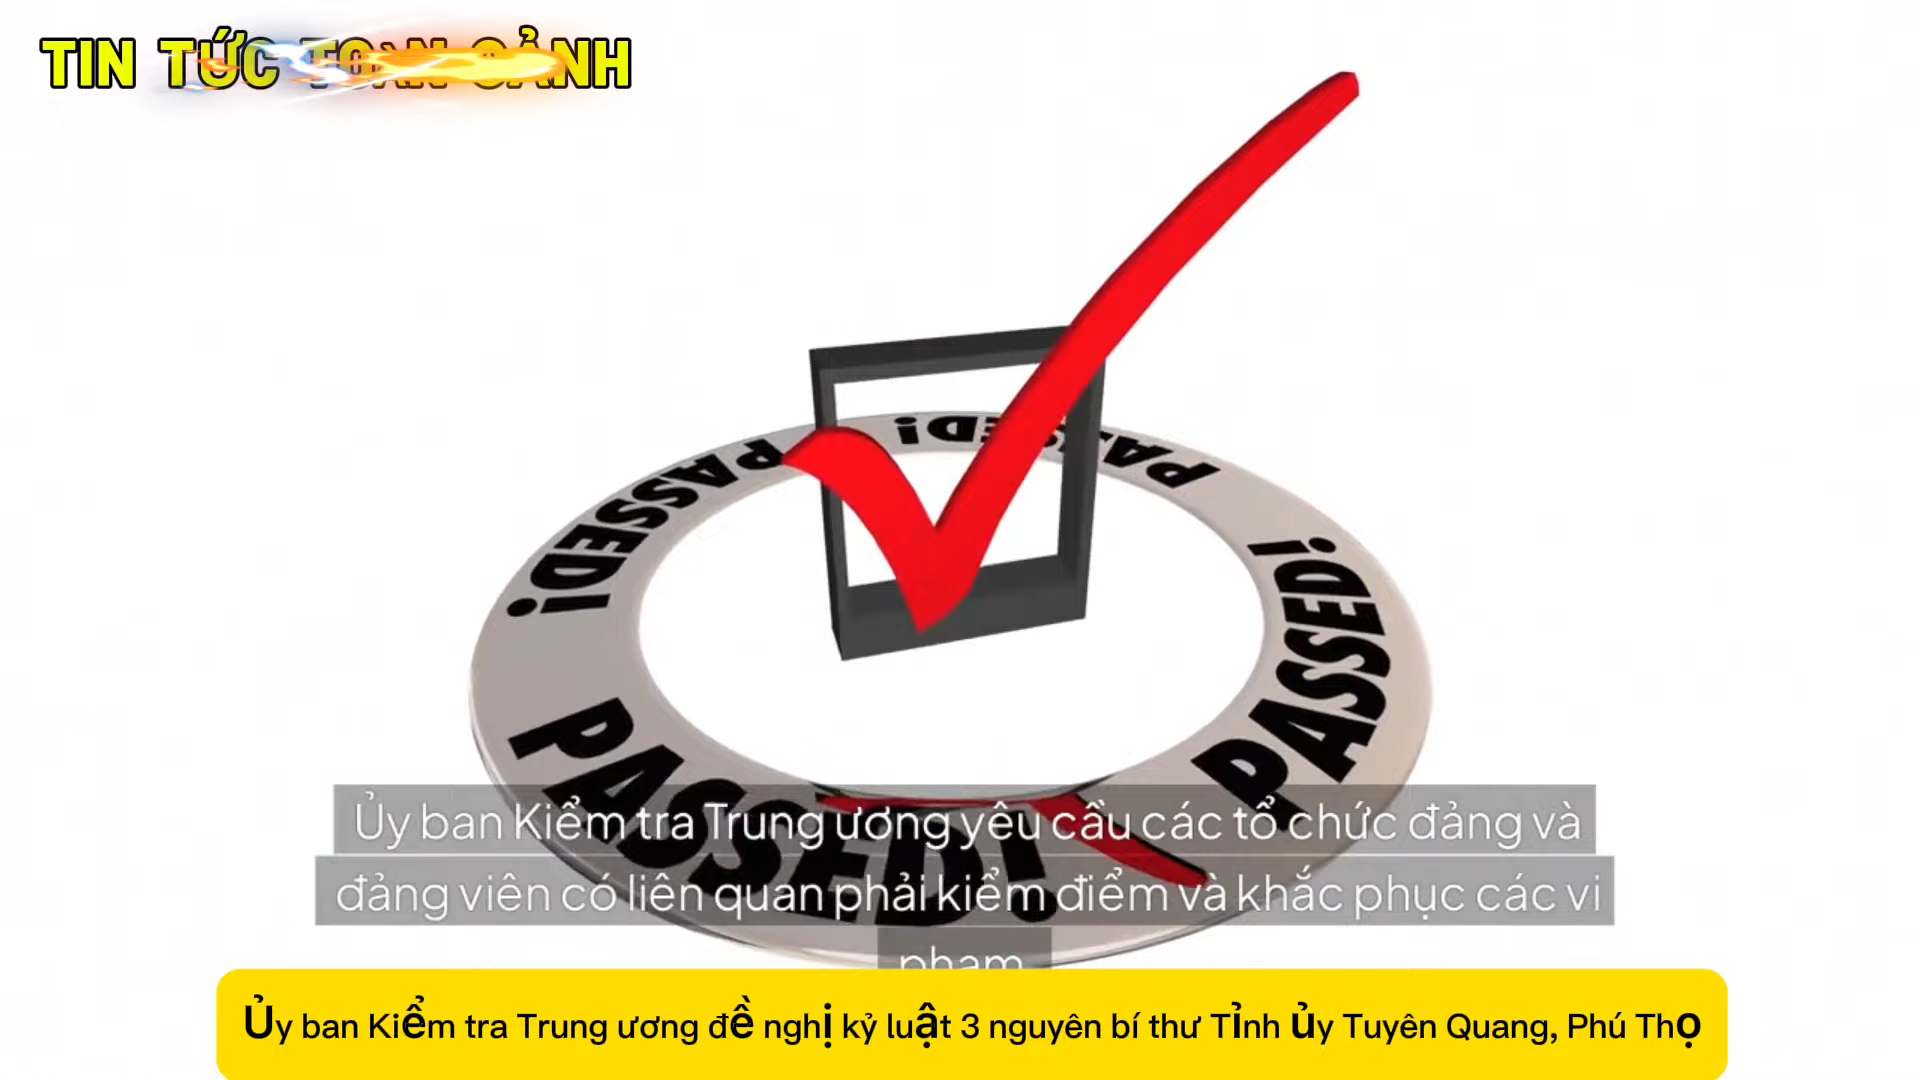 TIN TỨC TOÀN CẢNH
PASSED!
PASSED!
PASSED!
PASSED!
PASSED!
Ủy ban Kiểm tra Trung ương yêu cầu các tổ chức đảng và
đảng viên có liên quan phải kiểm điểm và khắc phục các vi
phạm
Ủy ban Kiểm tra Trung ương đề nghị kỷ luật 3 nguyên bí thư Tỉnh ủy Tuyên Quang, Phú Thọ